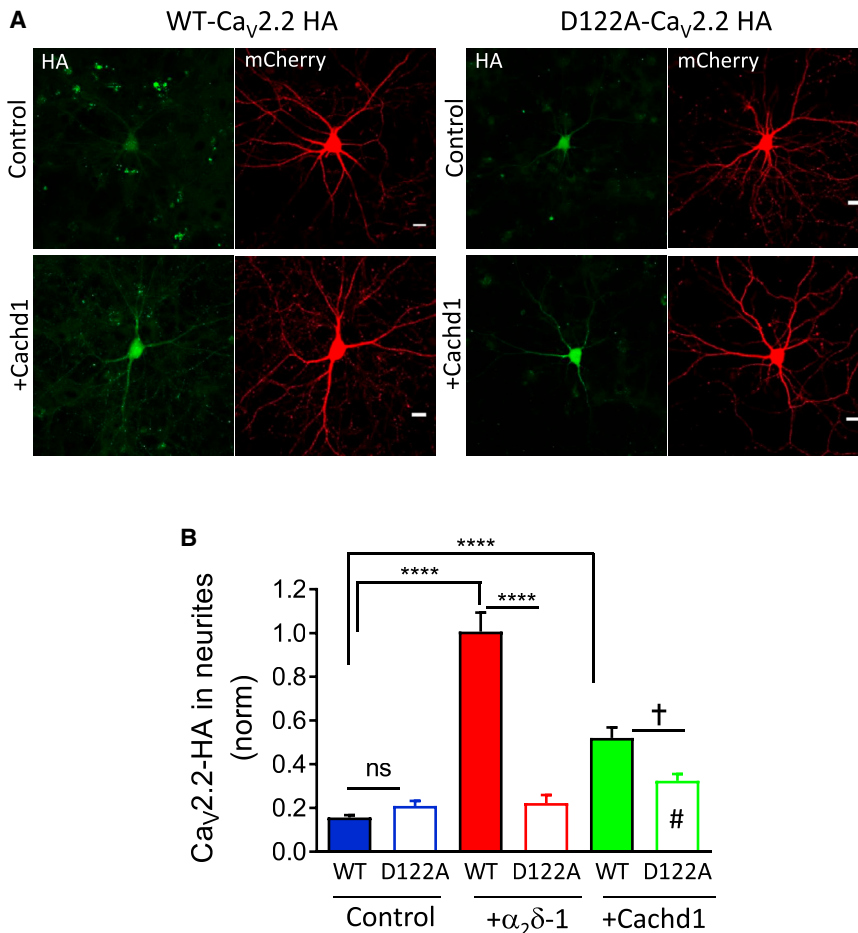 A
WT-CaV2.2 HA
D122A-CaV2.2 HA
HA
mCherry
HA
mCherry
Control
Control
+Cachd1
+Cachd1
B
CaV2.2-HA in neurites
(norm)
1.2
1.0
0.8
0.6
0.4
0.2
0.0
****
****
****
ns
†
#
WT D122A WT D122A WT D122A
Control +α2δ-1 +Cachd1